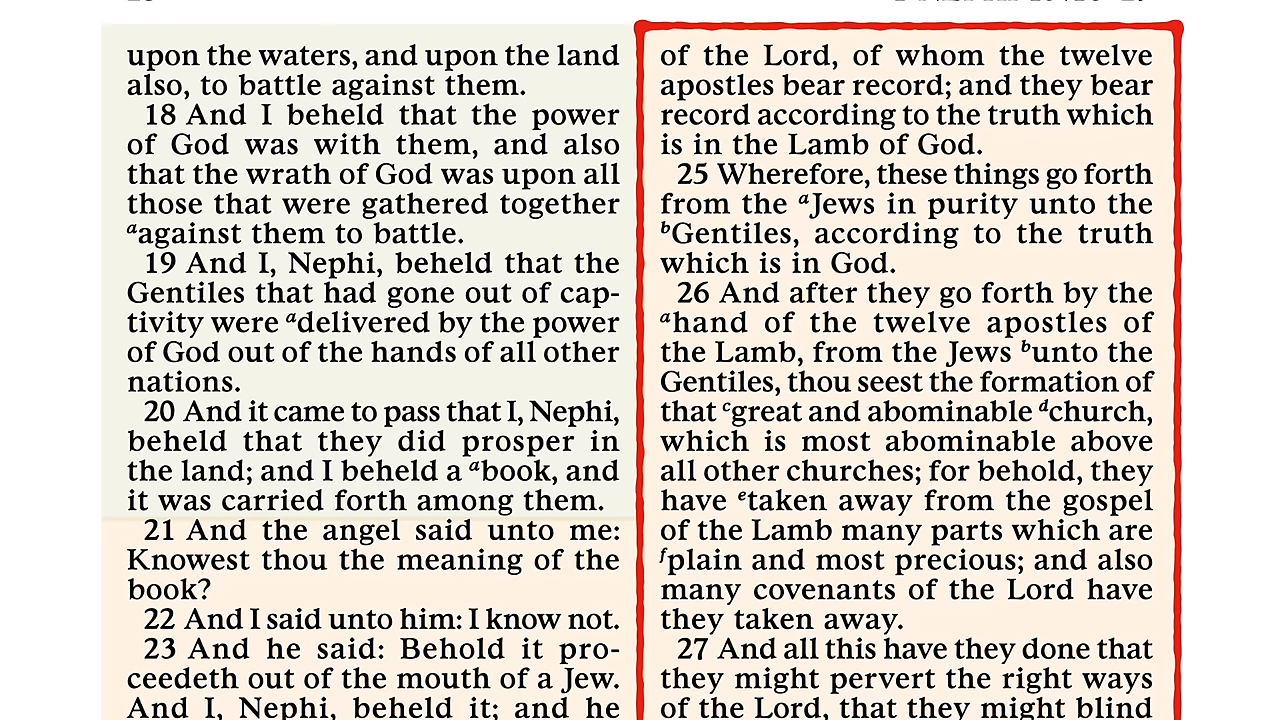 upon the waters, and upon the land
also, to battle against them.
18 And I beheld that the power
of God was with them, and also
that the wrath of God was upon all
those that were gathered together
ᵃagainst them to battle.
19 And I, Nephi, beheld that the
Gentiles that had gone out of cap-
tivity were ᵃdelivered by the power
of God out of the hands of all other
nations.
20 And it came to pass that I, Nephi,
beheld that they did prosper in
the land; and I beheld a ᵃbook, and
it was carried forth among them.
21 And the angel said unto me:
Knowest thou the meaning of the
book?
22 And I said unto him: I know not.
23 And he said: Behold it pro-
ceedeth out of the mouth of a Jew.
And I, Nephi, beheld it; and he
of the Lord, of whom the twelve
apostles bear record; and they bear
record according to the truth which
is in the Lamb of God.
25 Wherefore, these things go forth
from the ᵃJews in purity unto the
ᵇGentiles, according to the truth
which is in God.
26 And after they go forth by the
ᵃhand of the twelve apostles of
the Lamb, from the Jews ᵇunto the
Gentiles, thou seest the formation of
that ᶜgreat and abominable ᵈchurch,
which is most abominable above
all other churches; for behold, they
have ᵉtaken away from the gospel
of the Lamb many parts which are
ᶠplain and most precious; and also
many covenants of the Lord have
they taken away.
27 And all this have they done that
they might pervert the right ways
of the Lord, that they might blind